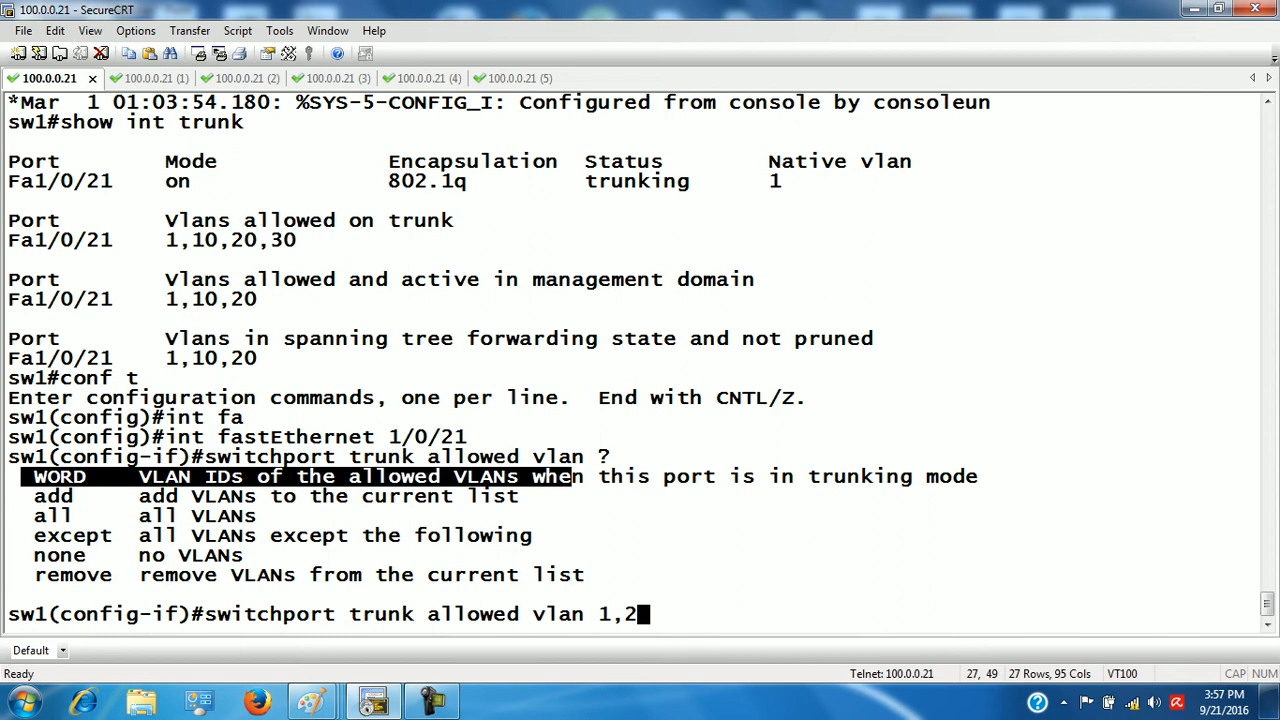 100.0.0.21 - SecureCRT
File Edit View Options Transfer Script Tools Window Help
100.0.0.21 100.0.0.21 (1) 100.0.0.21 (2) 100.0.0.21 (3) 100.0.0.21 (4) 100.0.0.21 (5)
*Mar  1 01:03:54.180: %SYS-5-CONFIG_I: Configured from console by consoleun
sw1#show int trunk
Port Mode Encapsulation Status Native vlan
Fa1/0/21 on 802.1q trunking 1
Port Vlans allowed on trunk
Fa1/0/21 1,10,20,30
Port Vlans allowed and active in management domain
Fa1/0/21 1,10,20
Port Vlans in spanning tree forwarding state and not pruned
Fa1/0/21 1,10,20
sw1#conf t
Enter configuration commands, one per line.  End with CNTL/Z.
sw1(config)#int fa
sw1(config)#int fastEthernet 1/0/21
sw1(config-if)#switchport trunk allowed vlan ?
WORD VLAN IDs of the allowed VLANs when this port is in trunking mode
add add VLANs to the current list
all all VLANs
except all VLANs except the following
none no VLANs
remove remove VLANs from the current list
sw1(config-if)#switchport trunk allowed vlan 1,2
Default
Ready Telnet: 100.0.0.21 27, 49 27 Rows, 95 Cols VT100 CAP NUM
3:57 PM
9/21/2016